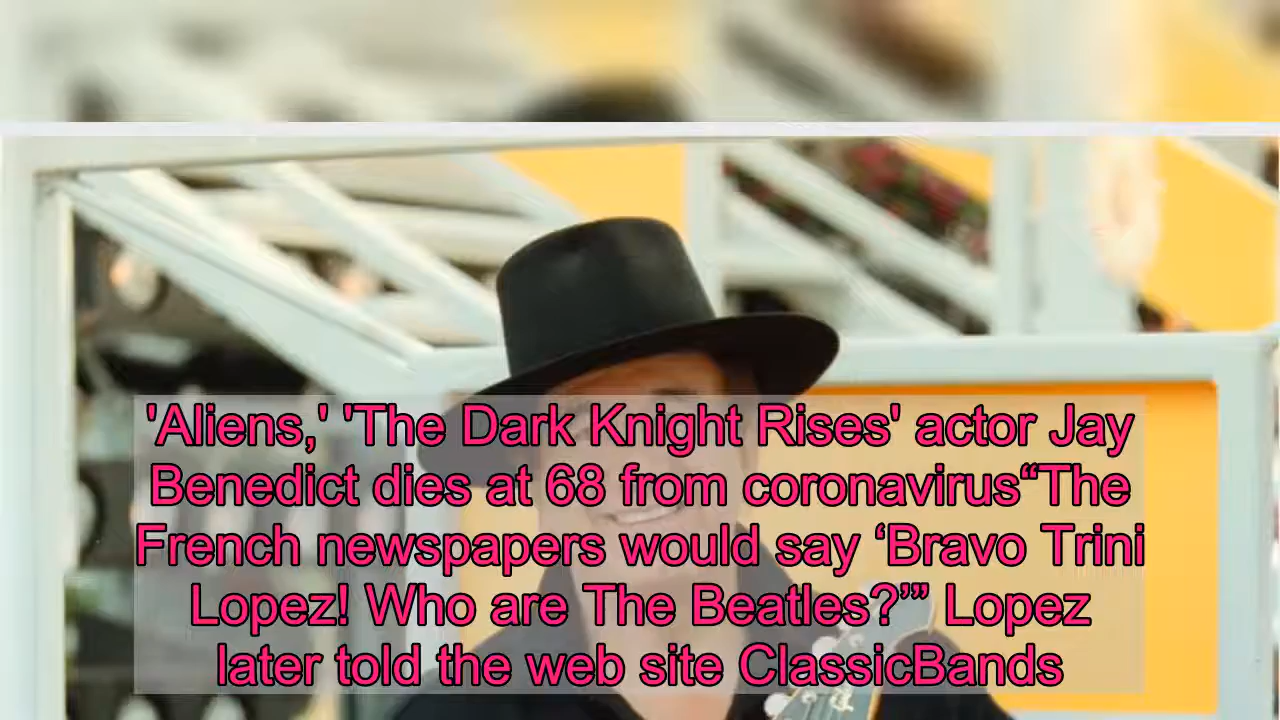 'Aliens,' 'The Dark Knight Rises' actor Jay
Benedict dies at 68 from coronavirus“The
French newspapers would say ‘Bravo Trini
Lopez! Who are The Beatles?’” Lopez
later told the web site ClassicBands